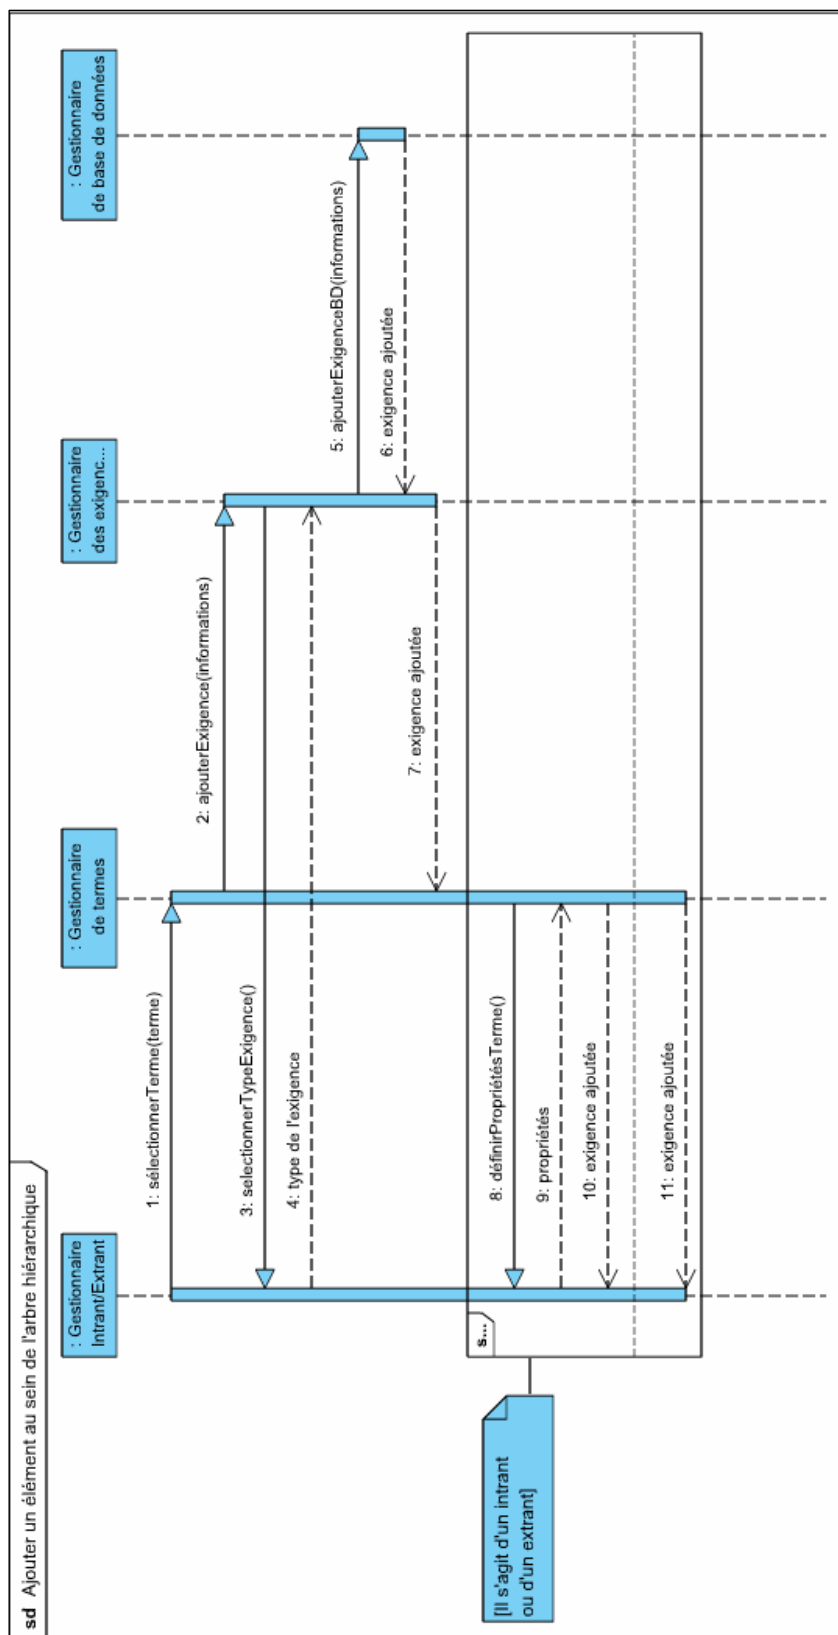 sd Ajouter un élément au sein de l'arbre hiérarchique
: Gestionnaire
Intrant/Extrant
: Gestionnaire
de termes
: Gestionnaire
des exigenc...
: Gestionnaire
de base de données
1: sélectionnerTerme(terme)
2: ajouterExigence(informations)
3: selectionnerTypeExigence()
4: type de l'exigence
5: ajouterExigenceBD(informations)
6: exigence ajoutée
7: exigence ajoutée
s...
[Il s'agit d'un intrant
ou d'un extrant]
8: définirPropriétésTerme()
9: propriétés
10: exigence ajoutée
11: exigence ajoutée